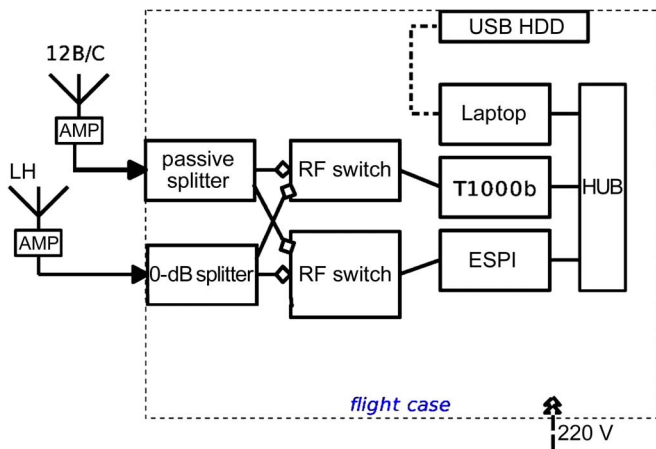 USB HDD
12B/C
AMP
Laptop
LH
passive
splitter
RF switch
T1000b
HUB
AMP
0-dB splitter
RF switch
ESPI
flight case
220 V